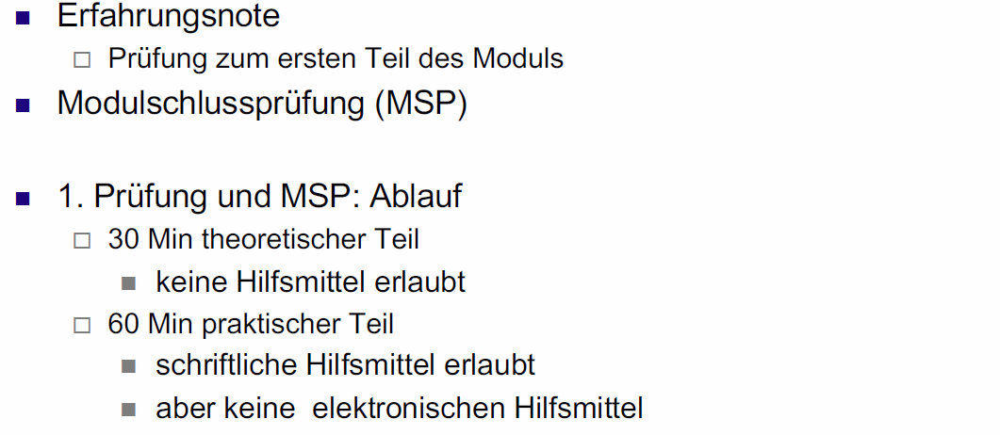 Erfahrungsnote
Prüfung zum ersten Teil des Moduls
Modulschlussprüfung (MSP)
1. Prüfung und MSP: Ablauf
30 Min theoretischer Teil
keine Hilfsmittel erlaubt
60 Min praktischer Teil
schriftliche Hilfsmittel erlaubt
aber keine  elektronischen Hilfsmittel